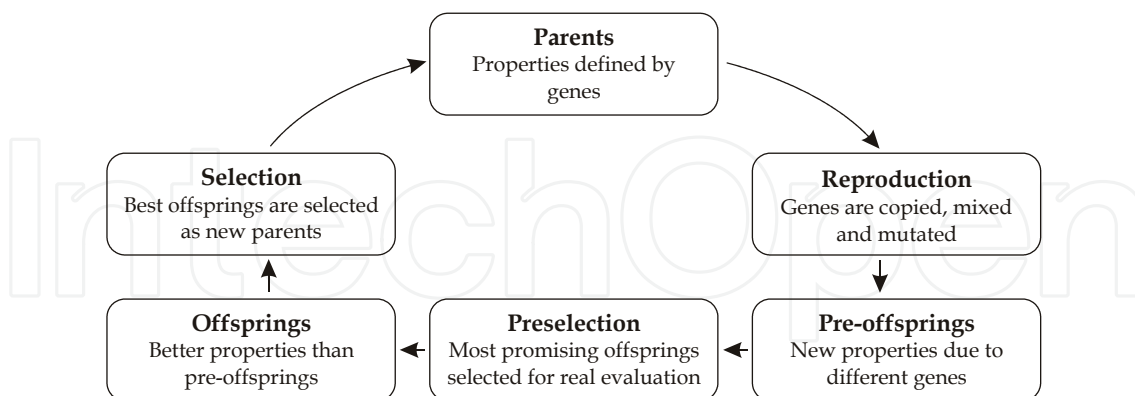 Parents
Properties defined by
genes
Selection
Best offsprings are selected
as new parents
Reproduction
Genes are copied, mixed
and mutated
Offsprings
Better properties than
pre-offsprings
Preselection
Most promising offsprings
selected for real evaluation
Pre-offsprings
New properties due to
different genes
IntechOpen